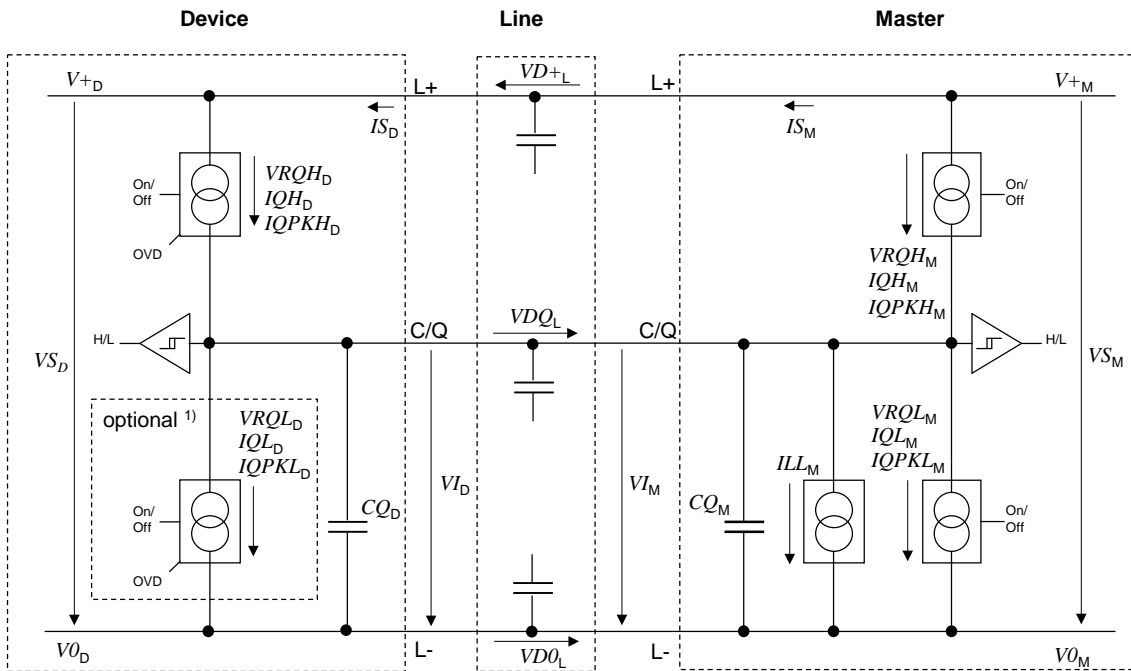 Device Line Master
V+D L+ VD+L L+ V+M
ISD ISM
VRQHD
IQHD
IQPKHD
On/
Off
OVD
On/
Off
VRQHM
IQHM
IQPKHM
H/L C/Q VDQL C/Q H/L
VSD VSM
optional 1)
VRQLD
IQLD
IQPKLD
On/
Off
OVD
CQD
VID
VIM
CQM
ILLM
VRQLM
IQLM
IQPKLM
On/
Off
V0D L- VD0L L- V0M